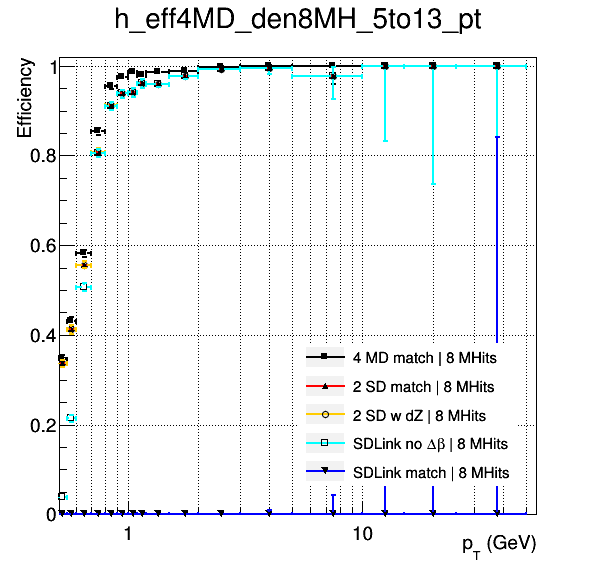 h_eff4MD_den8MH_5to13_pt
Efficiency
1
0.8
0.6
0.4
0.2
0
4 MD match | 8 MHits
2 SD match | 8 MHits
2 SD w dZ | 8 MHits
SDLink no Δβ | 8 MHits
SDLink match | 8 MHits
1 10
p_T (GeV)